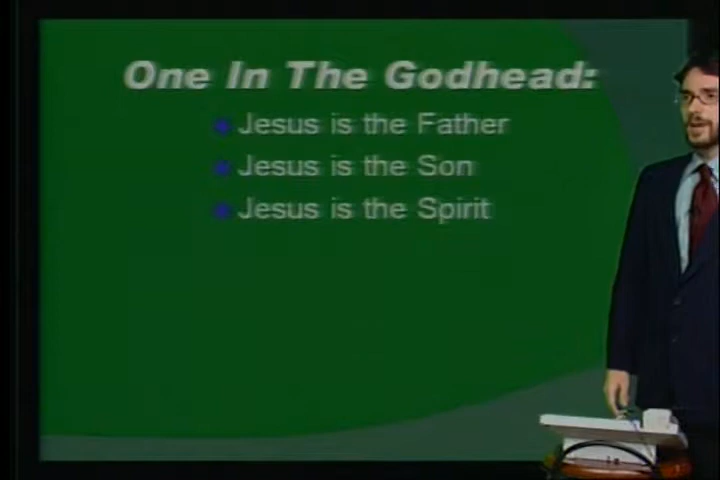 One In The Godhead:
Jesus is the Father
Jesus is the Son
Jesus is the Spirit